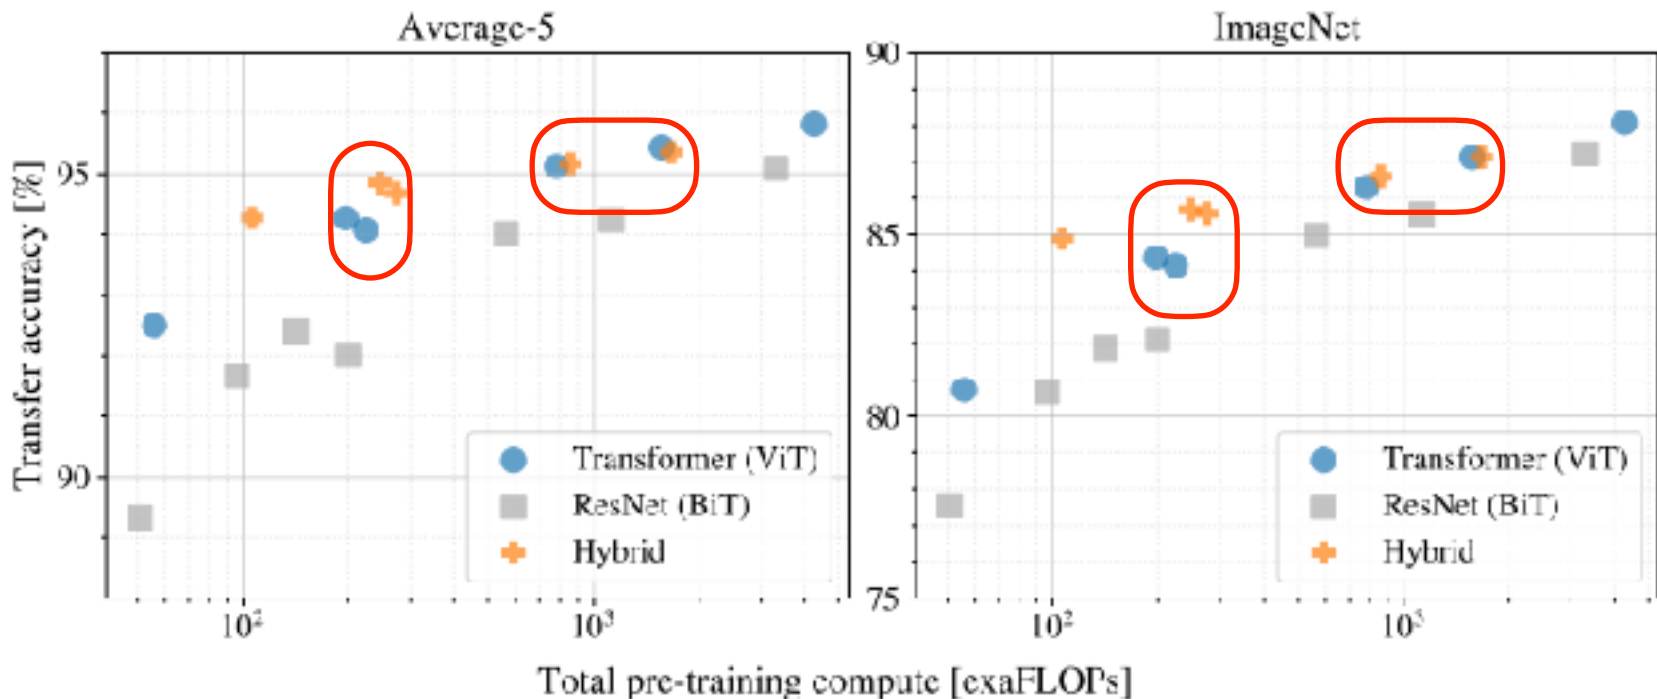 Average-5
ImageNet
Transfer accuracy [%]
95
90
10²
10³
Transformer (ViT)
ResNet (BiT)
Hybrid
90
85
80
75
10²
10³
Transformer (ViT)
ResNet (BiT)
Hybrid
Total pre-training compute [exaFLOPs]